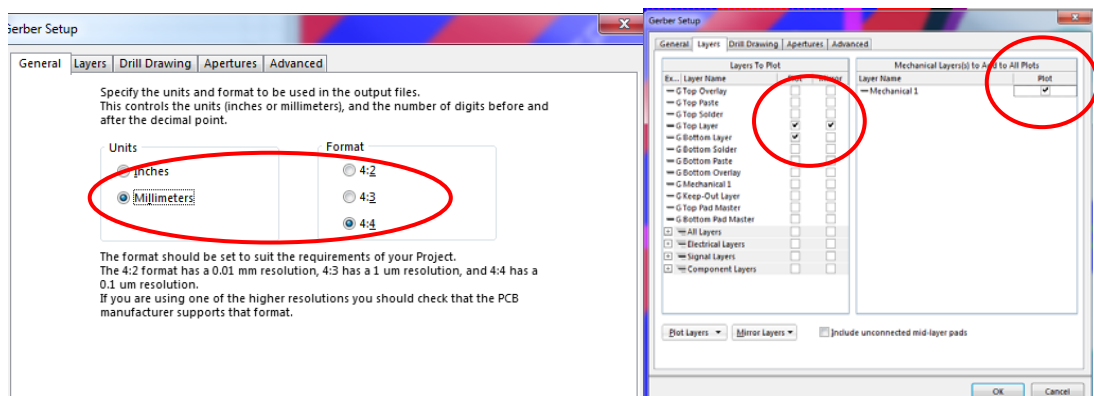 Gerber Setup
General Layers Drill Drawing Apertures Advanced
Specify the units and format to be used in the output files.
This controls the units (inches or millimeters), and the number of digits before and
after the decimal point.
Units
Inches
Millimeters
Format
4:2
4:3
4:4
The format should be set to suit the requirements of your Project.
The 4:2 format has a 0.01 mm resolution, 4:3 has a 1 um resolution, and 4:4 has a
0.1 um resolution.
If you are using one of the higher resolutions you should check that the PCB
manufacturer supports that format.
Gerber Setup
General Layers Drill Drawing Apertures Advanced
Layers To Plot
Ex... Layer Name Plot Mirror
G Top Overlay
G Top Paste
G Top Solder
G Top Layer
G Bottom Layer
G Bottom Solder
G Bottom Paste
G Bottom Overlay
G Mechanical 1
G Keep-Out Layer
G Top Pad Master
G Bottom Pad Master
All Layers
Electrical Layers
Signal Layers
Component Layers
Mechanical Layers(s) to Add to All Plots
Layer Name Plot
Mechanical 1
Plot Layers Mirror Layers Include unconnected mid-layer pads
OK Cancel